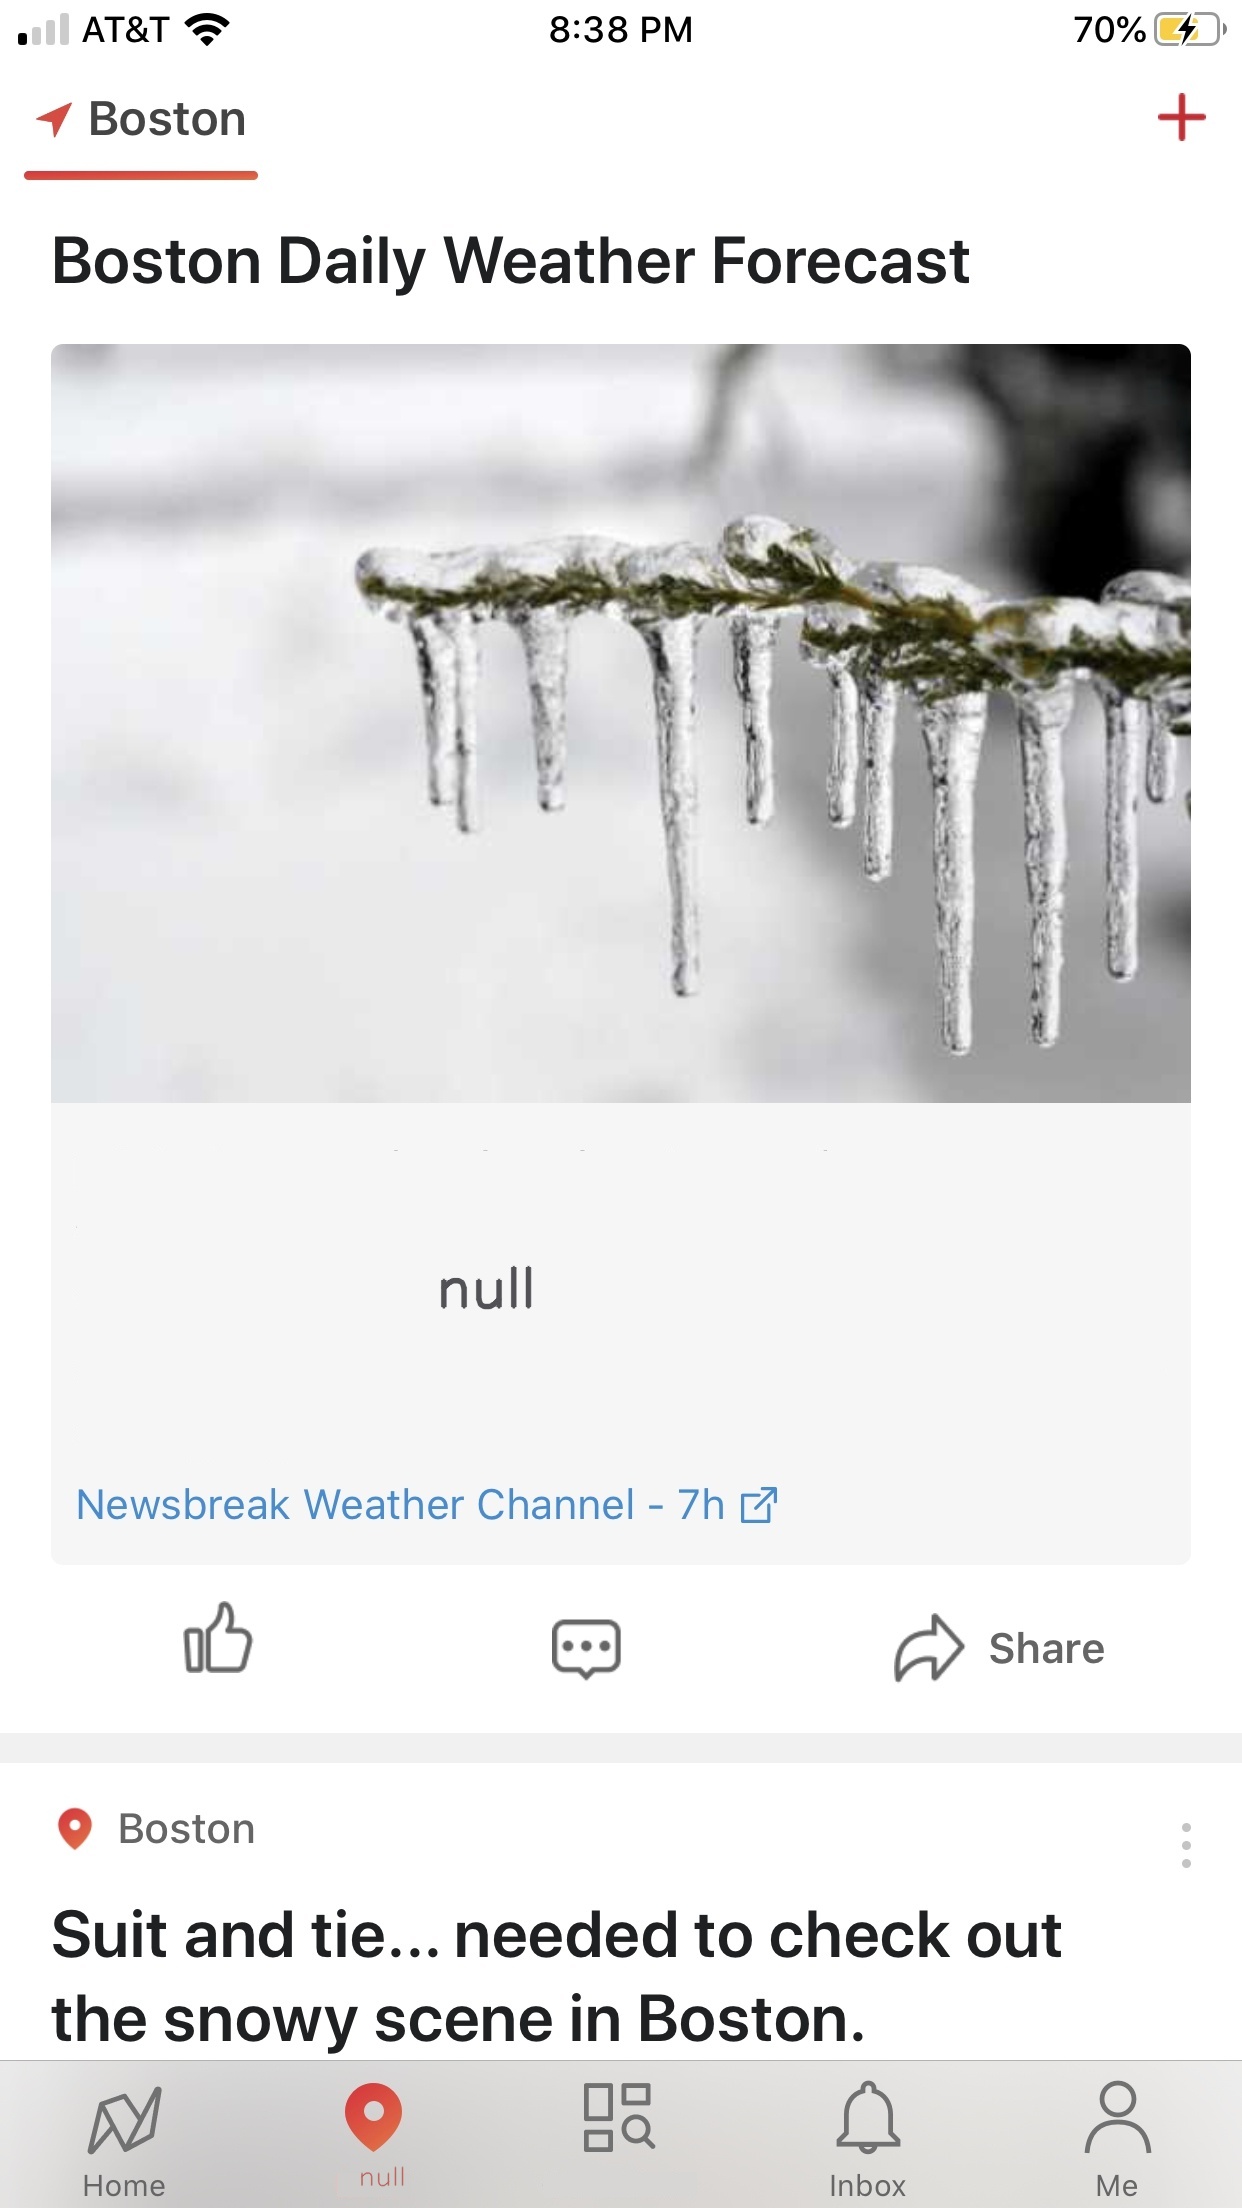 AT&T 8:38 PM 70%
Boston
Boston Daily Weather Forecast
null
Newsbreak Weather Channel - 7h
Share
Boston
Suit and tie... needed to check out
the snowy scene in Boston.
Home null Inbox Me